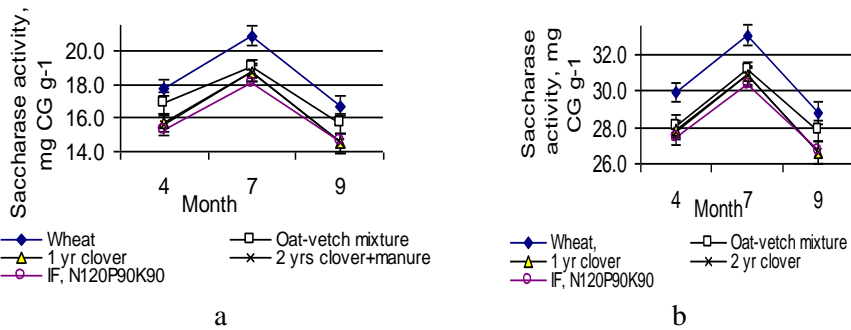 a
Saccharase activity,
mg CG g-1
20.0
18.0
16.0
14.0
4 7 9
Month
Wheat Oat-vetch mixture
1 yr clover 2 yrs clover+manure
IF, N120P90K90
a
b
Saccharase
activity, mg
CG g-1
32.0
30.0
28.0
26.0
4 7 9
Month
Wheat, Oat-vetch mixture
1 yr clover 2 yr clover
IF, N120P90K90
b